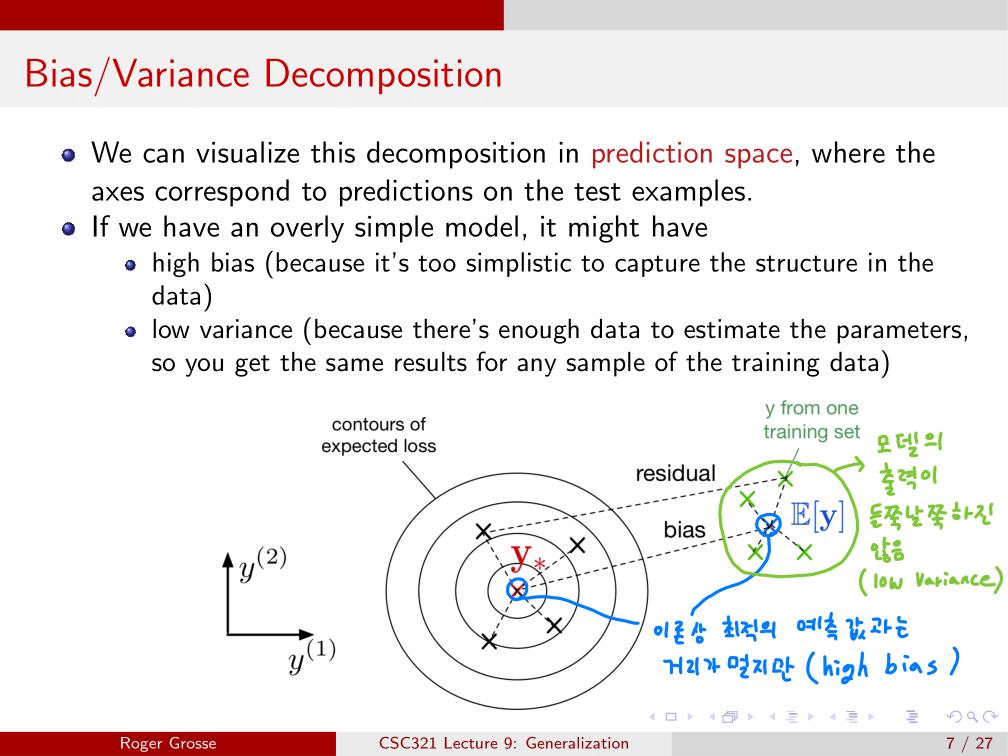 Bias/Variance Decomposition
We can visualize this decomposition in prediction space, where the
axes correspond to predictions on the test examples.
If we have an overly simple model, it might have
high bias (because it's too simplistic to capture the structure in the
data)
low variance (because there's enough data to estimate the parameters,
so you get the same results for any sample of the training data)
contours of
expected loss
y from one
training set
모델의
출력이
들쭉날쭉하진
않음
(low variance)
residual
bias
𝔼[y]
y∗
y(2)
y(1)
이론상 최적의 예측값과는
거리가 멀지만 (high bias)
Roger Grosse
CSC321 Lecture 9: Generalization
7 / 27